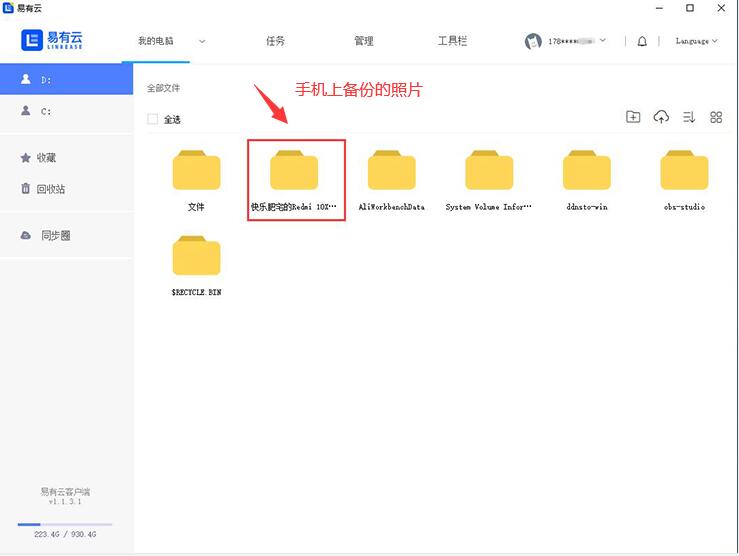 易有云
易有云
LINKEASE
我的电脑
任务
管理
工具栏
178****
Language
D:
C:
收藏
回收站
同步圈
全部文件
手机上备份的照片
全选
文件
快乐肥宅的Redmi 10X···
AliWorkbenchData
System Volume Infor···
ddnsto-win
obs-studio
$RECYCLE.BIN
易有云客户端
v1.1.3.1
223.4G / 930.4G